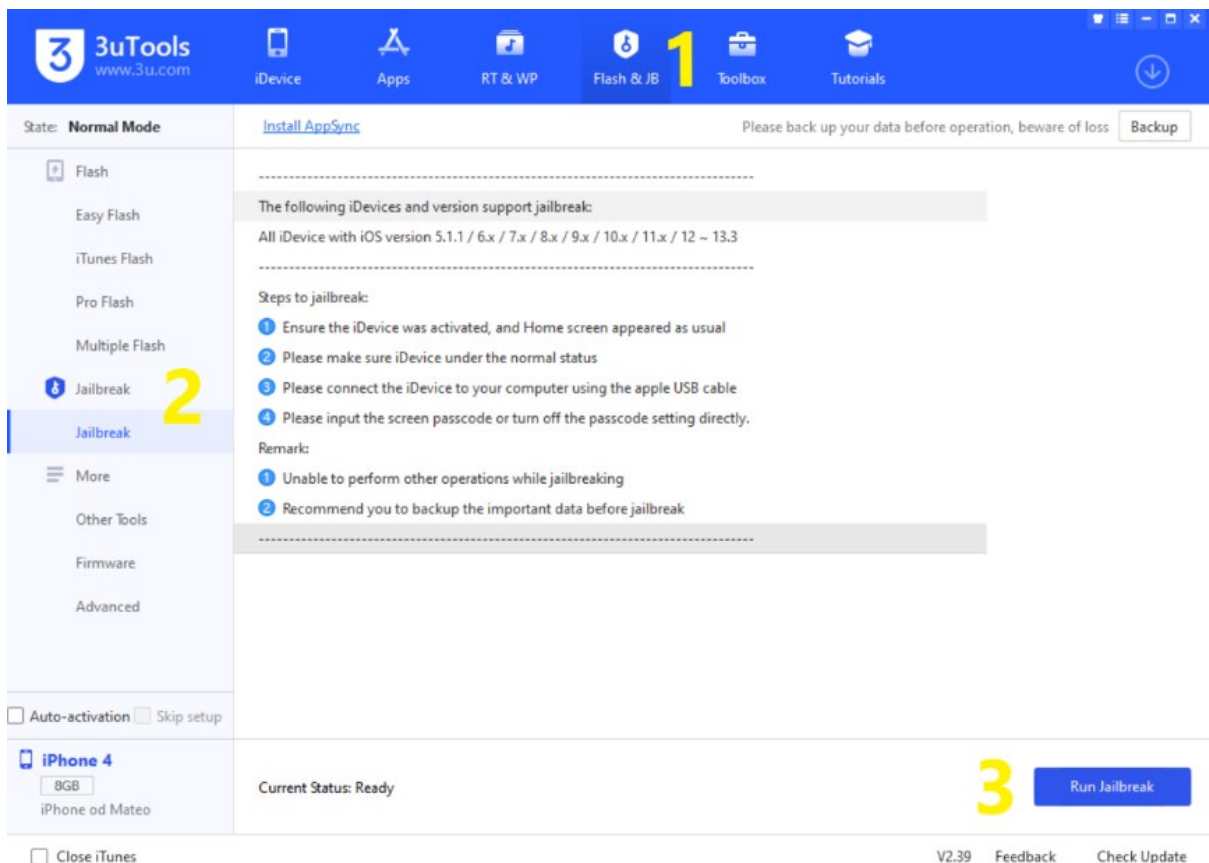 3 3uTools
www.3u.com
iDevice Apps RT & WP Flash & JB 1 Toolbox Tutorials
State: Normal Mode
Install AppSync Please back up your data before operation, beware of loss Backup
Flash
Easy Flash
iTunes Flash
Pro Flash
Multiple Flash
Jailbreak 2
Jailbreak
More
Other Tools
Firmware
Advanced
Auto-activation Skip setup
iPhone 4
8GB
iPhone od Mateo
Close iTunes
--------------------------------------------------------------------------------
The following iDevices and version support jailbreak:
All iDevice with iOS version 5.1.1 / 6.x / 7.x / 8.x / 9.x / 10.x / 11.x / 12 ~ 13.3
--------------------------------------------------------------------------------
Steps to jailbreak:
1 Ensure the iDevice was activated, and Home screen appeared as usual
2 Please make sure iDevice under the normal status
3 Please connect the iDevice to your computer using the apple USB cable
4 Please input the screen passcode or turn off the passcode setting directly.
Remark:
1 Unable to perform other operations while jailbreaking
2 Recommend you to backup the important data before jailbreak
--------------------------------------------------------------------------------
Current Status: Ready 3 Run Jailbreak
V2.39 Feedback Check Update